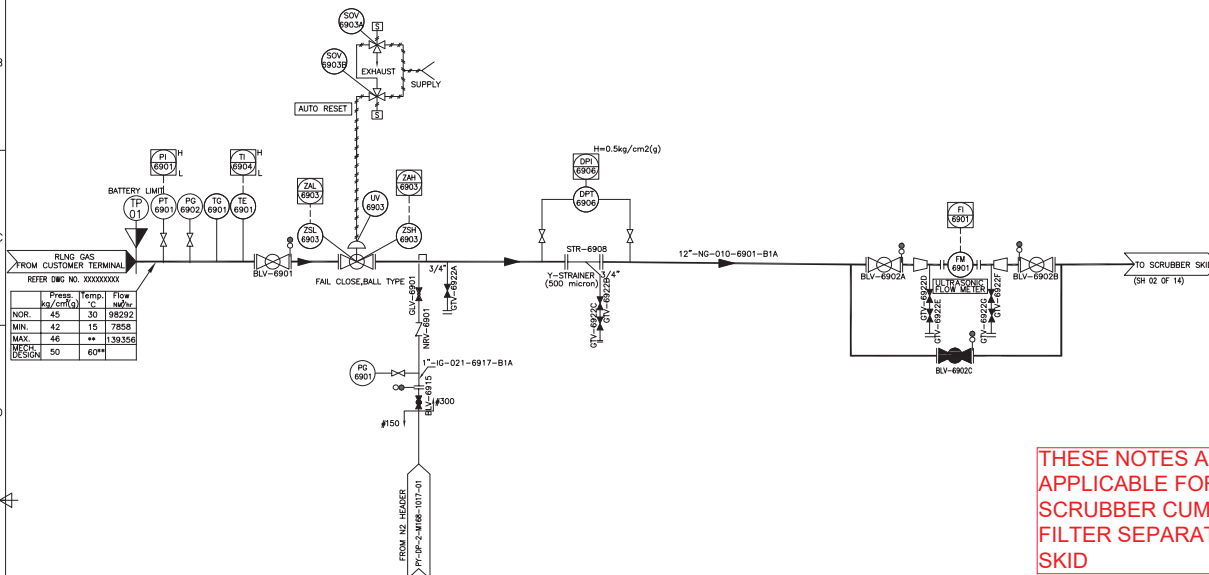 SOV
6903A
S
SOV
6903B
EXHAUST
SUPPLY
AUTO RESET
S
H=0.5kg/cm2(g)
PI
6901
H
L
TI
6904
H
L
ZAL
6903
ZAH
6903
DPI
6906
BATTERY LIMIT
TP
01
PT
6901
PG
6902
TG
6901
TE
6901
UV
6903
DPT
6906
FI
6901
ZSL
6903
ZSH
6903
RLNG GAS
FROM CUSTOMER TERMINAL
REFER DWG NO. XXXXXXXXX
BLV-6901
FAIL CLOSE,BALL TYPE
3/4"
GTV-6922A
GLV-6901
NRV-6901
STR-6908
Y-STRAINER
(500 micron)
3/4"
GTV-6922B
GTV-6922C
12"-NG-010-6901-B1A
BLV-6902A
FM
6901
BLV-6902B
ULTRASONIC
FLOW METER
GTV-6922D
GTV-6922E
GTV-6922G
GTV-6922F
BLV-6902C
TO SCRUBBER SKID
(SH 02 OF 14)
Press. Temp. Flow
kg/cm(g) °C NM3/hr
NOR. 45 30 98292
MIN. 42 15 7858
MAX. 46 ** 139356
MECH. DESIGN 50 60**
PG
6901
1"-IG-021-6917-B1A
BLV-6915
#300
#150
FROM N2 HEADER
PY-DP-2-M168-1017-01
THESE NOTES A
APPLICABLE FOR
SCRUBBER CUM
FILTER SEPARAT
SKID